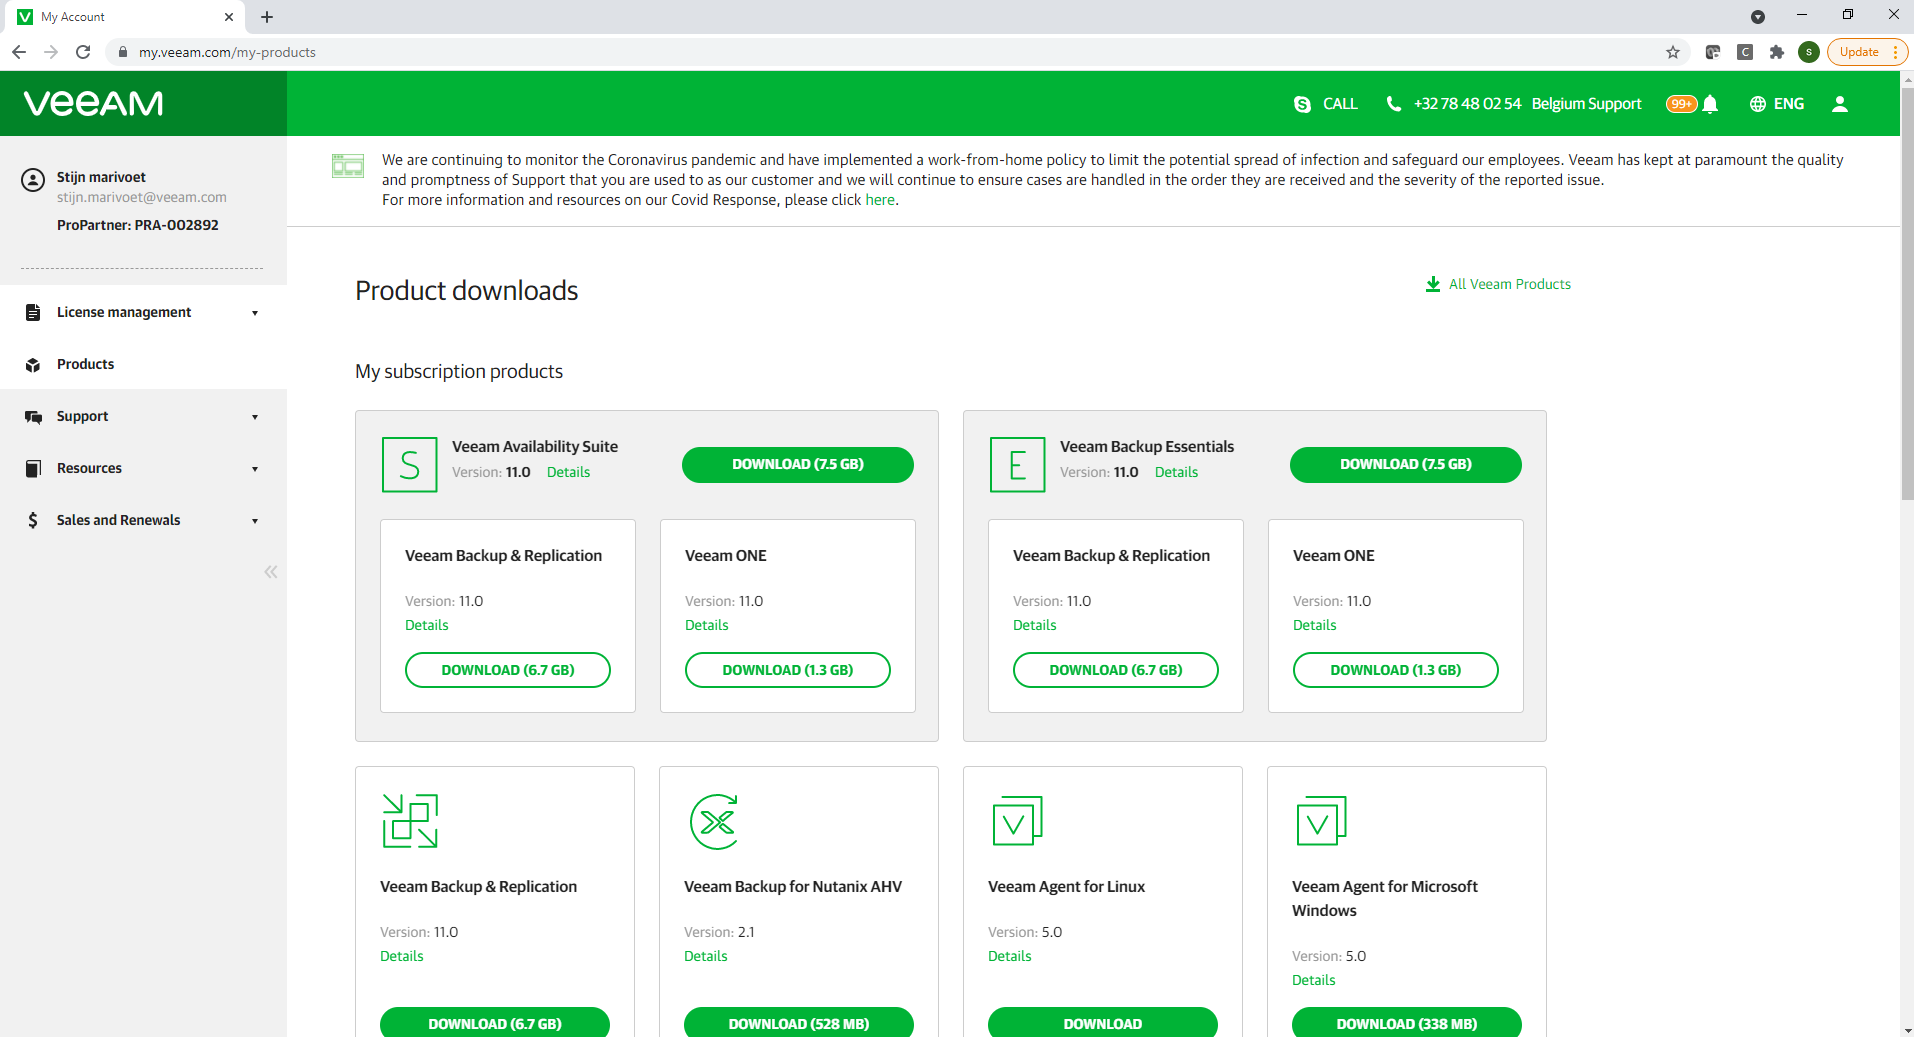 My Account
my.veeam.com/my-products
C
s
Update
veeAM
CALL
+32 78 48 02 54 Belgium Support
99+
ENG
Stijn marivoet
stijn.marivoet@veeam.com
ProPartner: PRA-002892
License management
Products
Support
Resources
Sales and Renewals
We are continuing to monitor the Coronavirus pandemic and have implemented a work-from-home policy to limit the potential spread of infection and safeguard our employees. Veeam has kept at paramount the quality
and promptness of Support that you are used to as our customer and we will continue to ensure cases are handled in the order they are received and the severity of the reported issue.
For more information and resources on our Covid Response, please click here.
Product downloads
All Veeam Products
My subscription products
S
Veeam Availability Suite
Version: 11.0 Details
DOWNLOAD (7.5 GB)
Veeam Backup & Replication
Version: 11.0
Details
DOWNLOAD (6.7 GB)
Veeam ONE
Version: 11.0
Details
DOWNLOAD (1.3 GB)
E
Veeam Backup Essentials
Version: 11.0 Details
DOWNLOAD (7.5 GB)
Veeam Backup & Replication
Version: 11.0
Details
DOWNLOAD (6.7 GB)
Veeam ONE
Version: 11.0
Details
DOWNLOAD (1.3 GB)
Veeam Backup & Replication
Version: 11.0
Details
DOWNLOAD (6.7 GB)
Veeam Backup for Nutanix AHV
Version: 2.1
Details
DOWNLOAD (528 MB)
Veeam Agent for Linux
Version: 5.0
Details
DOWNLOAD
Veeam Agent for Microsoft
Windows
Version: 5.0
Details
DOWNLOAD (338 MB)